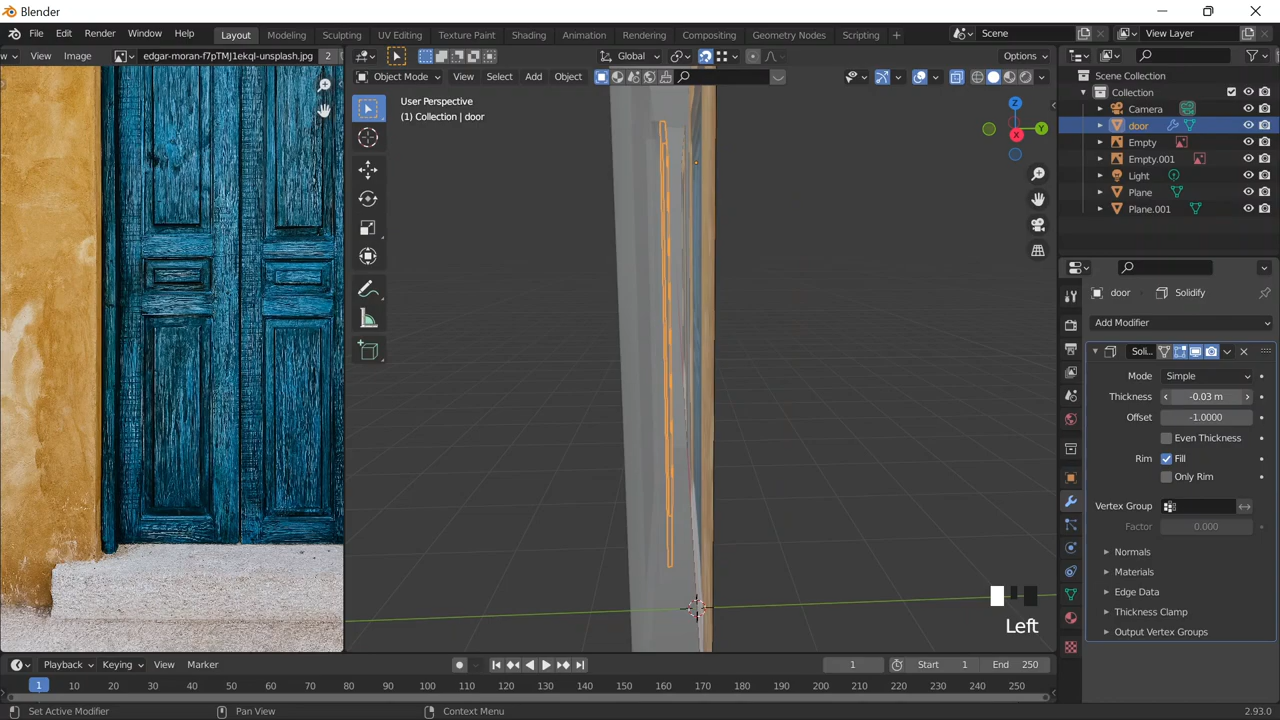 Blender
File Edit Render Window Help Layout Modeling Sculpting UV Editing Texture Paint Shading Animation Rendering Compositing Geometry Nodes Scripting Scene View Layer
View Image edgar-moran-f7pTMJ1ekqI-unsplash.jpg 2 Global Options
Object Mode View Select Add Object
User Perspective
(1) Collection | door
Z
Y
X
Scene Collection
Collection
Camera
door
Empty
Empty.001
Light
Plane
Plane.001
door Solidify
Add Modifier
Soli...
Mode Simple
Thickness -0.03 m
Offset -1.0000
Even Thickness
Rim Fill
Only Rim
Vertex Group
Factor 0.000
Normals
Materials
Edge Data
Thickness Clamp
Output Vertex Groups
Left
Playback Keying View Marker 1 Start 1 End 250
1 10 20 30 40 50 60 70 80 90 100 110 120 130 140 150 160 170 180 190 200 210 220 230 240 250
Set Active Modifier Pan View Context Menu 2.93.0